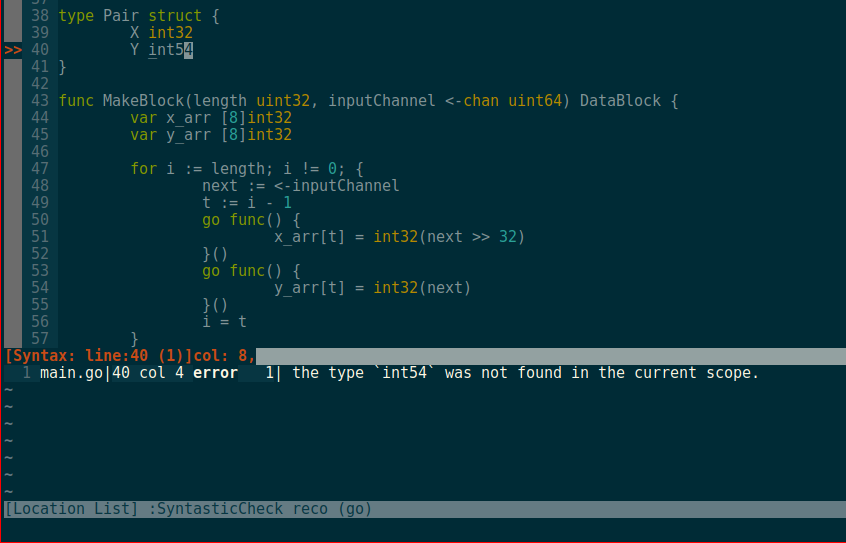 37
38 type Pair struct {
39         X int32
>> 40         Y int54
41 }
42
43 func MakeBlock(length uint32, inputChannel <-chan uint64) DataBlock {
44         var x_arr [8]int32
45         var y_arr [8]int32
46
47         for i := length; i != 0; {
48                 next := <-inputChannel
49                 t := i - 1
50                 go func() {
51                         x_arr[t] = int32(next >> 32)
52                 }()
53                 go func() {
54                         y_arr[t] = int32(next)
55                 }()
56                 i = t
57         }
[Syntax: line:40 (1)]col: 8,
1 main.go|40 col 4 error   1| the type `int54` was not found in the current scope.
~
~
~
~
~
~
~
[Location List] :SyntasticCheck reco (go)